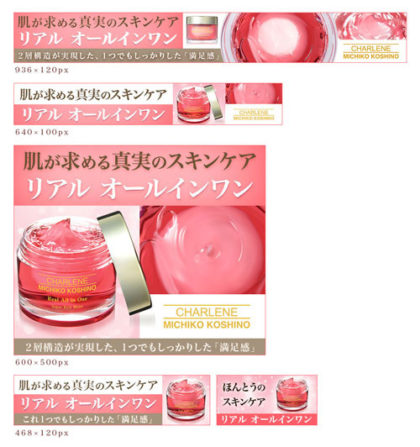 肌が求める真実のスキンケア
リアル オールインワン
2層構造が実現した、1つでもしっかりした「満足感」
CHARLENE
MICHIKO KOSHINO
936×120px
肌が求める真実のスキンケア
リアル オールインワン
CHARLENE
MICHIKO KOSHINO
640×100px
肌が求める真実のスキンケア
リアル オールインワン
CHARLENE
MICHIKO KOSHINO
Real All in One
CHARLENE
MICHIKO KOSHINO
2層構造が実現した、1つでもしっかりした「満足感」
600×500px
肌が求める真実のスキンケア
リアル オールインワン
これ1つでもしっかりした「満足感」
468×120px
ほんとうの
スキンケア
リアル オールインワン